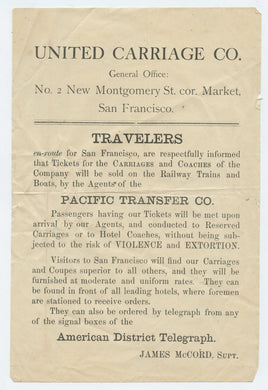 UNITED CARRIAGE CO.
General Office:
No. 2 New Montgomery St. cor. Market,
San Francisco.
TRAVELERS
en-route for San Francisco, are respectfully informed
that Tickets for the CARRIAGES and COACHES of the
Company will be sold on the Railway Trains and
Boats, by the Agents of the
PACIFIC TRANSFER CO.
Passengers having our Tickets will be met upon
arrival by our Agents, and conducted to Reserved
Carriages or to Hotel Coaches, without being sub-
jected to the risk of VIOLENCE and EXTORTION.
Visitors to San Francisco will find our Carriages
and Coupes superior to all others, and they will be
furnished at moderate and uniform rates. They can
be found in front of all leading hotels, where foremen
are stationed to receive orders.
They can also be ordered by telegraph from any
of the signal boxes of the
American District Telegraph.
JAMES McCORD, SUPT.